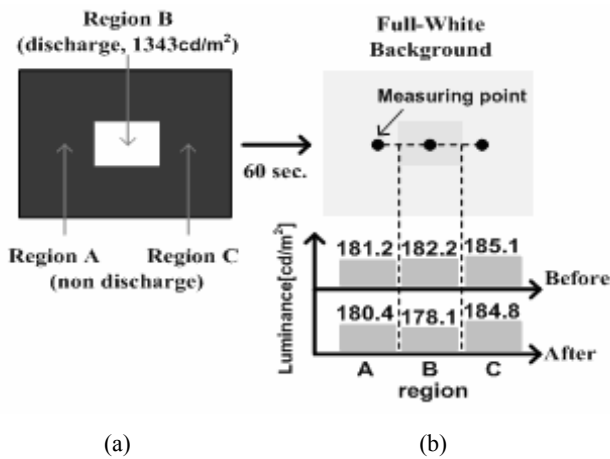 Region B
(discharge, 1343cd/m²)
60 sec.
Region A
Region C
(non discharge)
Full-White
Background
Measuring point
Luminance[cd/m²]
181.2 182.2 185.1
Before
180.4 178.1 184.8
After
A B C
region
(a)
(b)